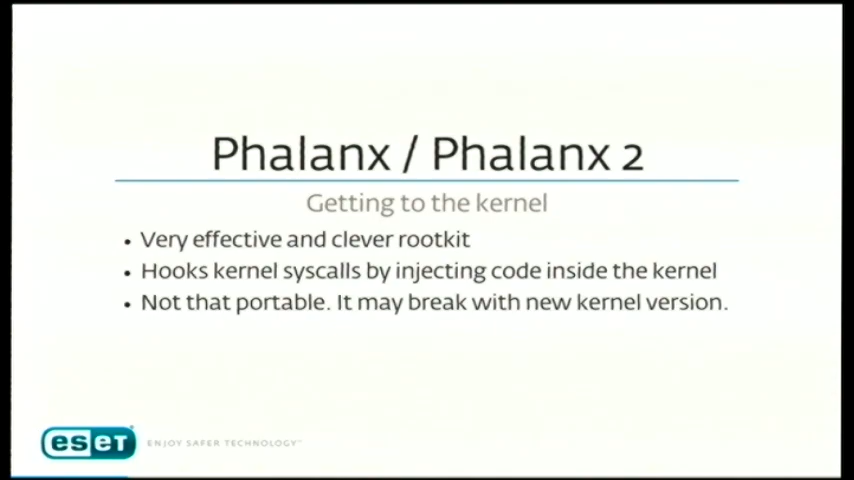 Phalanx / Phalanx 2
Getting to the kernel
• Very effective and clever rootkit
• Hooks kernel syscalls by injecting code inside the kernel
• Not that portable. It may break with new kernel version.
eseT ENJOY SAFER TECHNOLOGY™